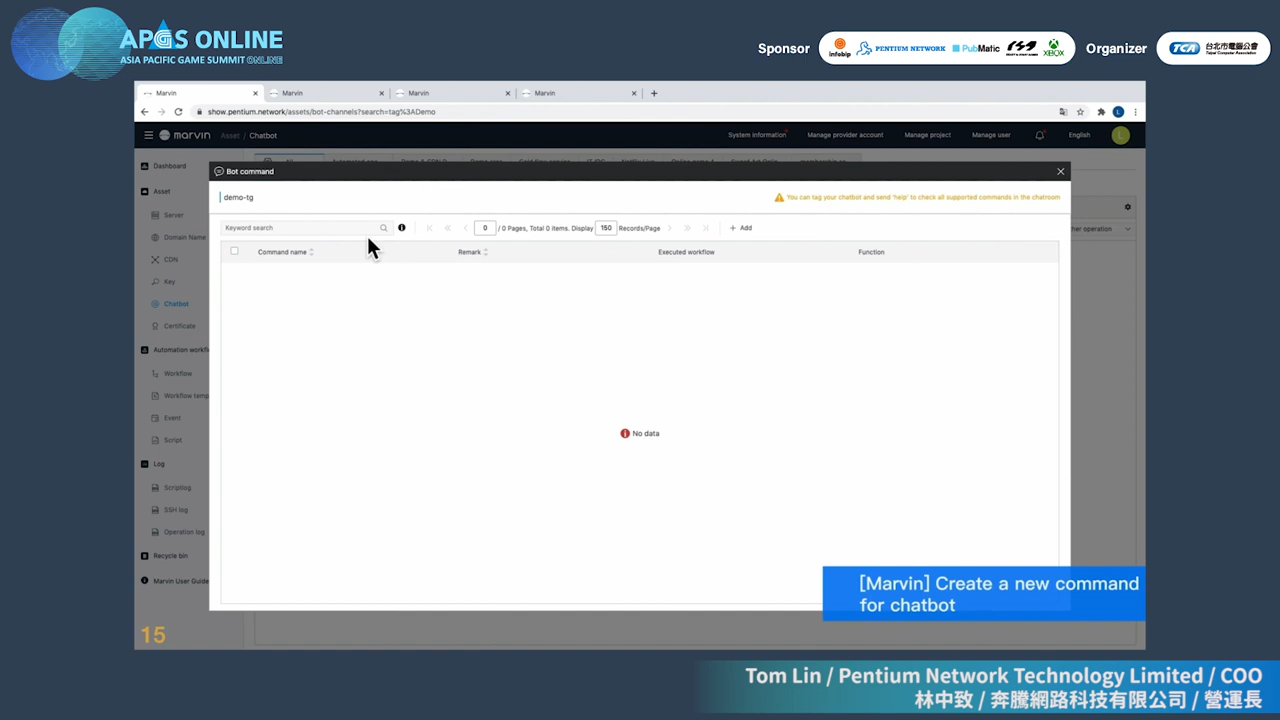 APGS ONLINE
ASIA PACIFIC GAME SUMMIT ONLINE
Sponsor
infobip
PENTIUM NETWORK
PubMatic
XBOX
Organizer
TCA 台北市電腦公會
Taipei Computer Association
Marvin
Marvin
Marvin
Marvin
show.pentium.network/assets/bot-channels?search=tag%3ADemo
L
marvin
Asset / Chatbot
System information
Manage provider account
Manage project
Manage user
English
L
Dashboard
Asset
Server
Domain Name
CDN
Key
Chatbot
Certificate
Automation workfl
Workflow
Workflow temp
Event
Script
Log
Scriptlog
SSH log
Operation log
Recycle bin
Marvin User Guide
Bot command
demo-tg
You can tag your chatbot and send 'help' to check all supported commands in the chatroom
Keyword search
0 / 0 Pages, Total 0 items. Display 150 Records/Page
+ Add
her operation
Command name
Remark
Executed workflow
Function
No data
[Marvin] Create a new command
for chatbot
15
Tom Lin / Pentium Network Technology Limited / COO
林中致 / 奔騰網路科技有限公司 / 營運長